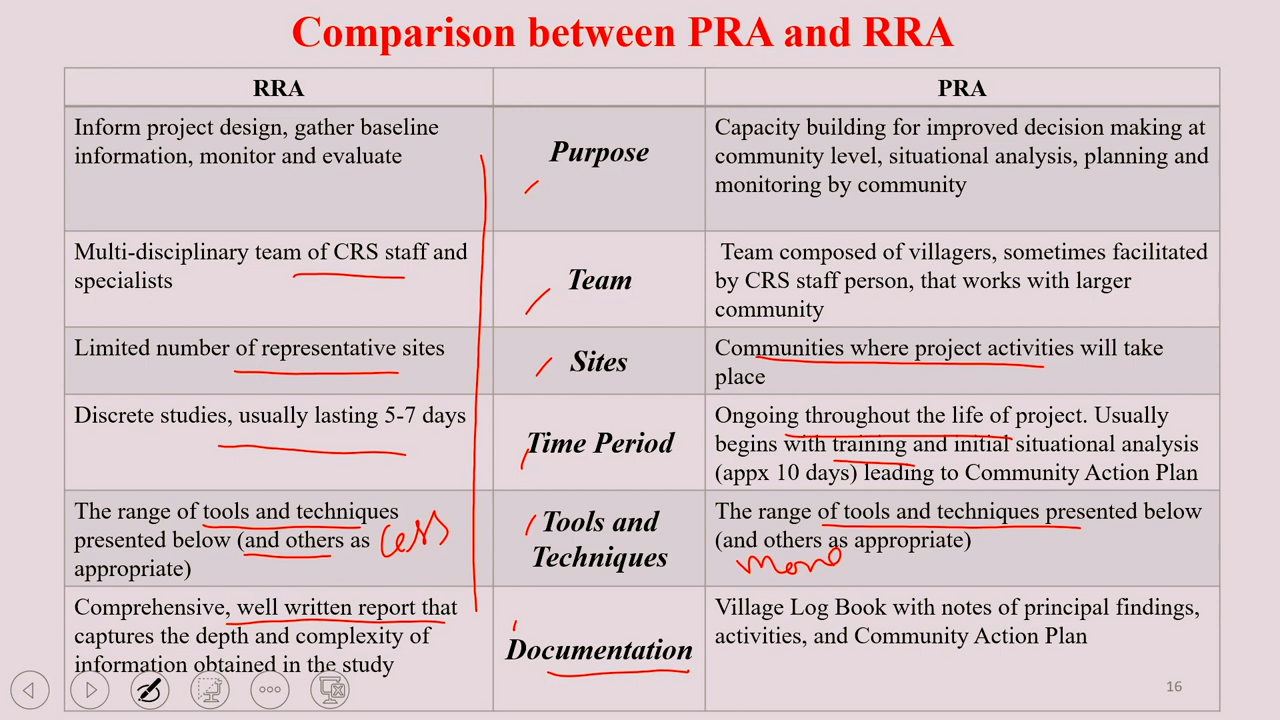 Comparison between PRA and RRA
RRA
PRA
Inform project design, gather baseline
information, monitor and evaluate
Purpose
Capacity building for improved decision making at
community level, situational analysis, planning and
monitoring by community
Multi-disciplinary team of CRS staff and
specialists
Team
Team composed of villagers, sometimes facilitated
by CRS staff person, that works with larger
community
Limited number of representative sites
Sites
Communities where project activities will take
place
Discrete studies, usually lasting 5-7 days
Time Period
Ongoing throughout the life of project. Usually
begins with training and initial situational analysis
(appx 10 days) leading to Community Action Plan
The range of tools and techniques
presented below (and others as
appropriate)
less
Tools and
Techniques
The range of tools and techniques presented below
(and others as appropriate)
more
Comprehensive, well written report that
captures the depth and complexity of
information obtained in the study
Documentation
Village Log Book with notes of principal findings,
activities, and Community Action Plan
16